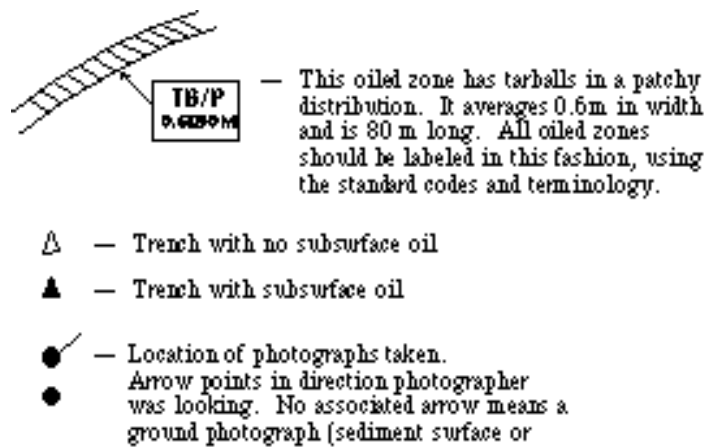 TB/P
— This oiled zone has tarballs in a patchy
distribution. It averages 0.6m in width
and is 80 m long. All oiled zones
should be labeled in this fashion, using
the standard codes and terminology.
— Trench with no subsurface oil
— Trench with subsurface oil
— Location of photographs taken.
Arrow points in direction photographer
was looking. No associated arrow means a
ground photograph (sediment surface or